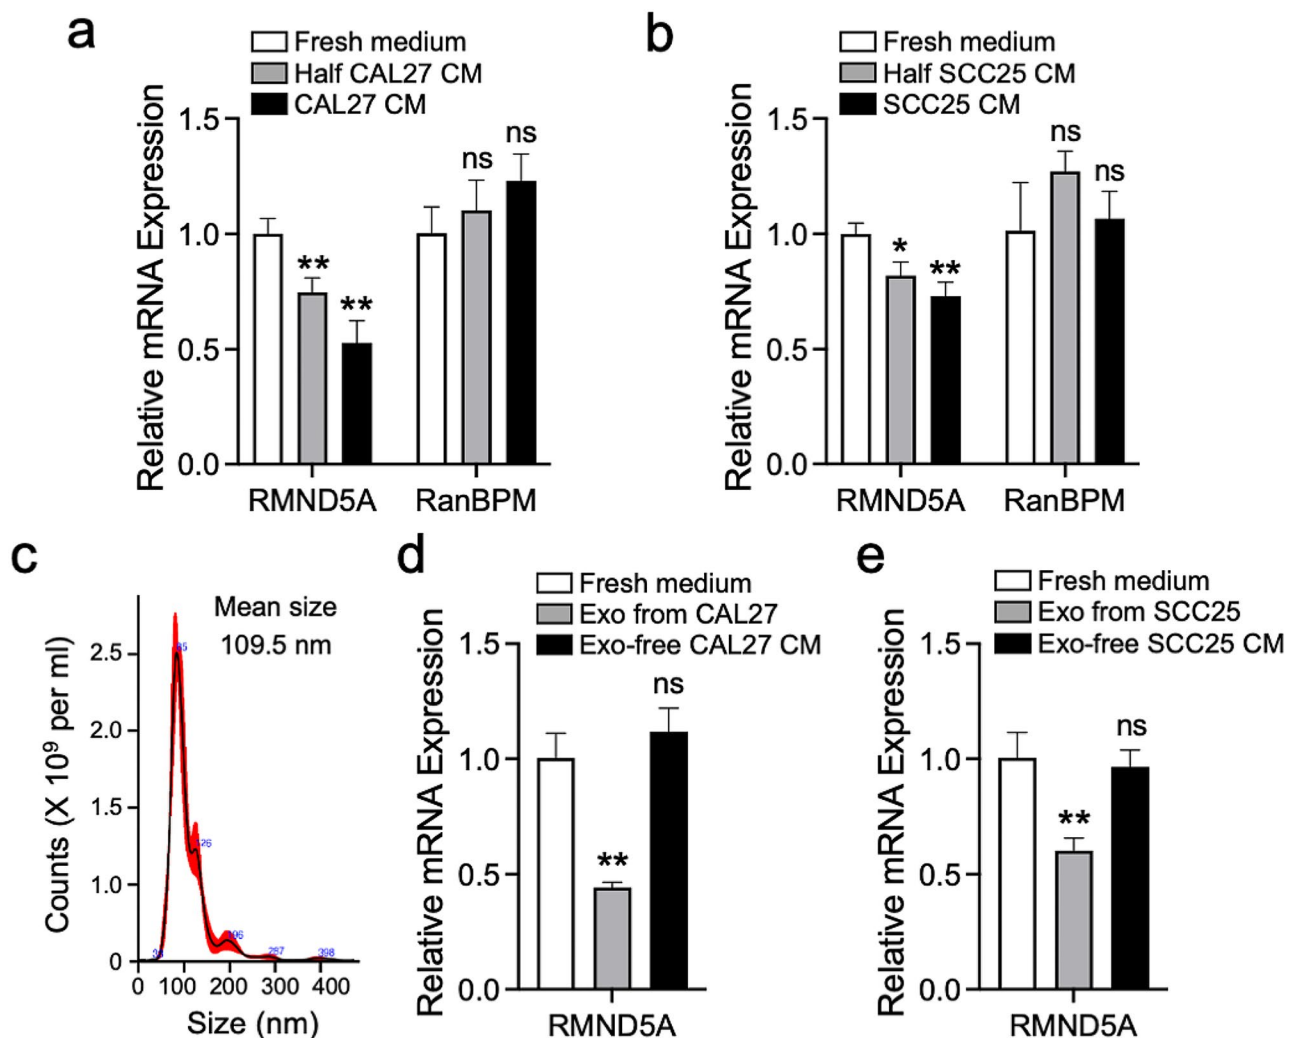 a
Fresh medium
Half CAL27 CM
CAL27 CM
Relative mRNA Expression
1.5
1.0
0.5
0.0
**
**
ns
ns
RMND5A
RanBPM
b
Fresh medium
Half SCC25 CM
SCC25 CM
Relative mRNA Expression
1.5
1.0
0.5
0.0
*
**
ns
ns
RMND5A
RanBPM
c
Mean size
109.5 nm
Counts (X 10⁹ per ml)
2.5
2.0
1.5
1.0
0
126
196
287
398
0 100 200 300 400
Size (nm)
d
Fresh medium
Exo from CAL27
Exo-free CAL27 CM
Relative mRNA Expression
1.5
1.0
0.5
0.0
**
ns
RMND5A
e
Fresh medium
Exo from SCC25
Exo-free SCC25 CM
Relative mRNA Expression
1.5
1.0
0.5
0.0
**
ns
RMND5A